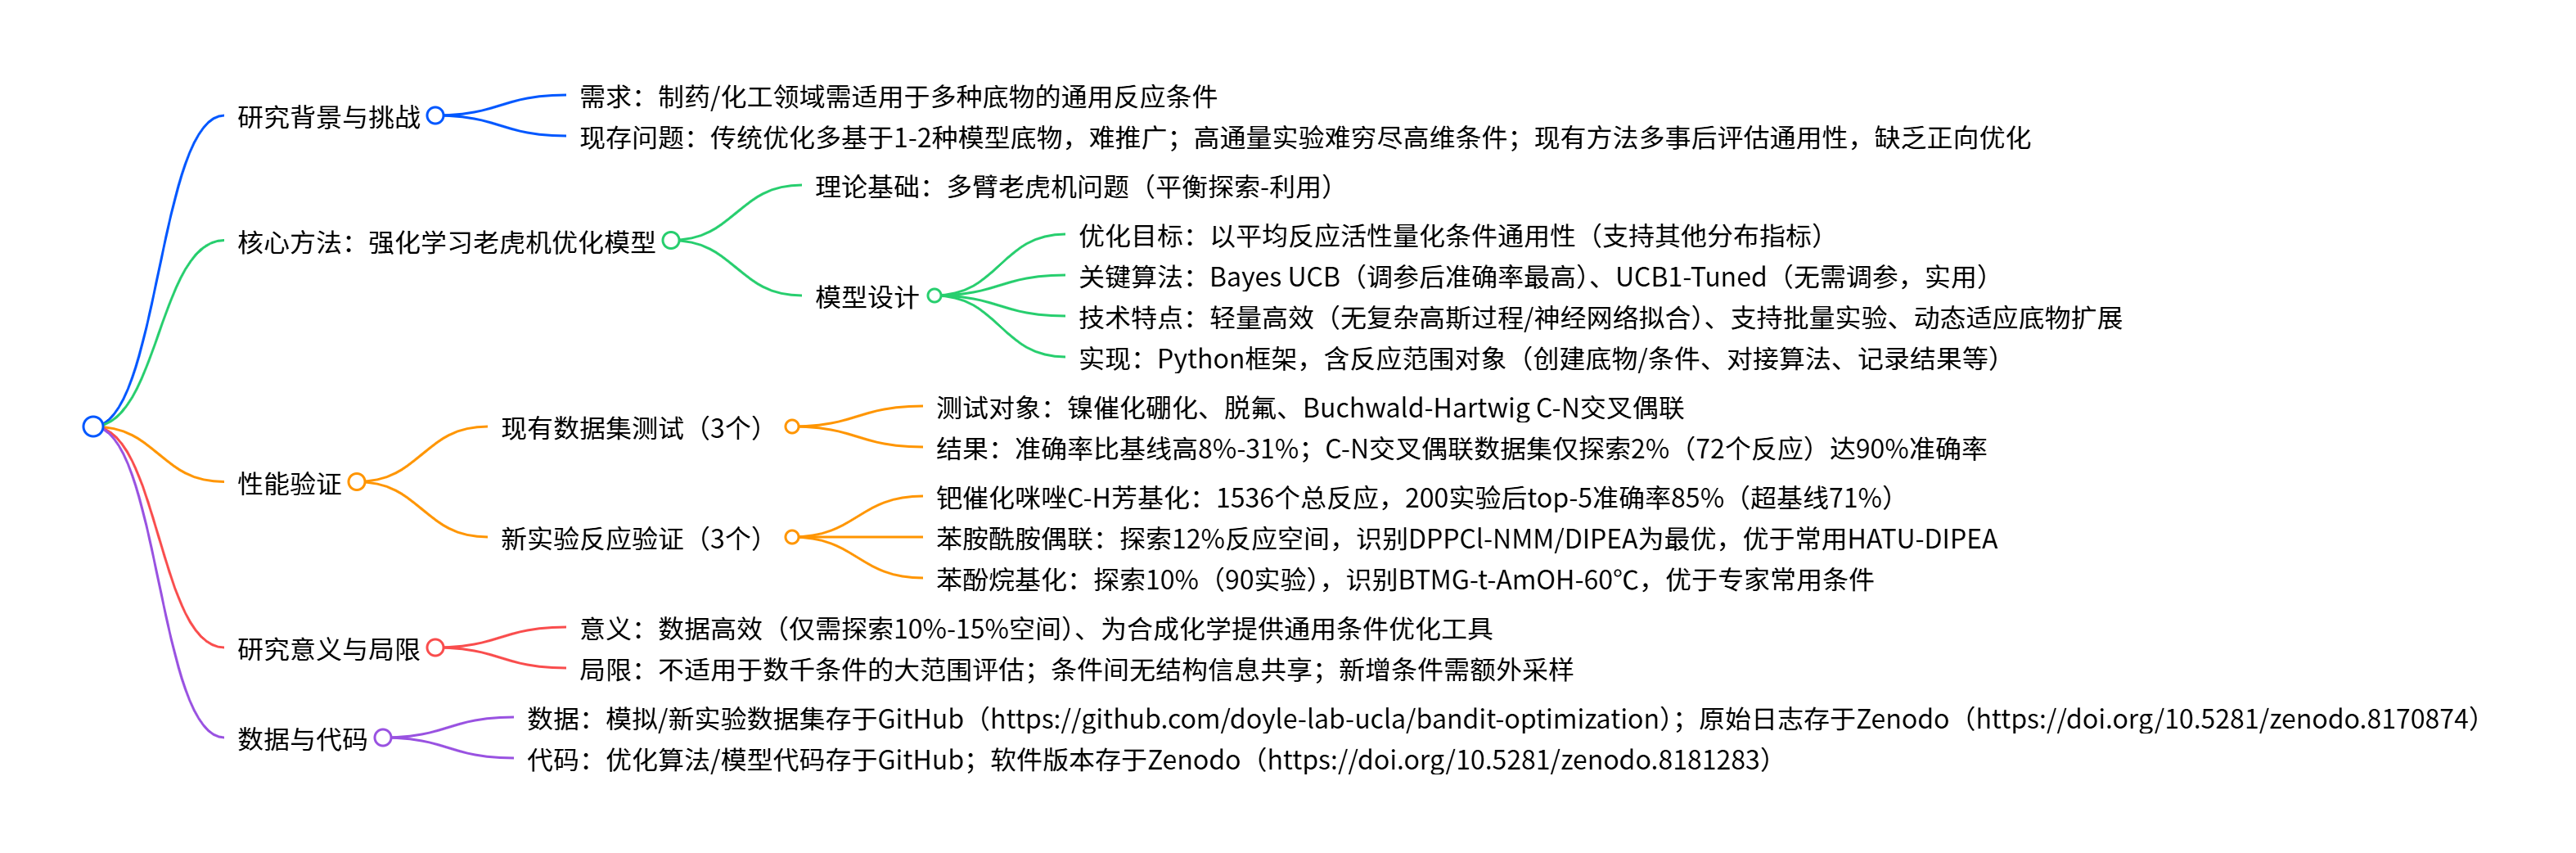 研究背景与挑战
需求：制药/化工领域需适用于多种底物的通用反应条件
现存问题：传统优化多基于1-2种模型底物，难推广；高通量实验难穷尽高维条件；现有方法多事后评估通用性，缺乏正向优化
核心方法：强化学习老虎机优化模型
理论基础：多臂老虎机问题（平衡探索-利用）
模型设计
优化目标：以平均反应活性量化条件通用性（支持其他分布指标）
关键算法：Bayes UCB（调参后准确率最高）、UCB1-Tuned（无需调参，实用）
技术特点：轻量高效（无复杂高斯过程/神经网络拟合）、支持批量实验、动态适应底物扩展
实现：Python框架，含反应范围对象（创建底物/条件、对接算法、记录结果等）
性能验证
现有数据集测试（3个）
测试对象：镍催化硼化、脱氟、Buchwald-Hartwig C-N交叉偶联
结果：准确率比基线高8%-31%；C-N交叉偶联数据集仅探索2%（72个反应）达90%准确率
新实验反应验证（3个）
钯催化咪唑C-H芳基化：1536个总反应，200实验后top-5准确率85%（超基线71%）
苯胺酰胺偶联：探索12%反应空间，识别DPPCl-NMM/DIPEA为最优，优于常用HATU-DIPEA
苯酚烷基化：探索10%（90实验），识别BTMG-t-AmOH-60℃，优于专家常用条件
研究意义与局限
意义：数据高效（仅需探索10%-15%空间）、为合成化学提供通用条件优化工具
局限：不适用于数千条件的大范围评估；条件间无结构信息共享；新增条件需额外采样
数据与代码
数据：模拟/新实验数据集存于GitHub（https://github.com/doyle-lab-ucla/bandit-optimization）；原始日志存于Zenodo（https://doi.org/10.5281/zenodo.8170874）
代码：优化算法/模型代码存于GitHub；软件版本存于Zenodo（https://doi.org/10.5281/zenodo.8181283）